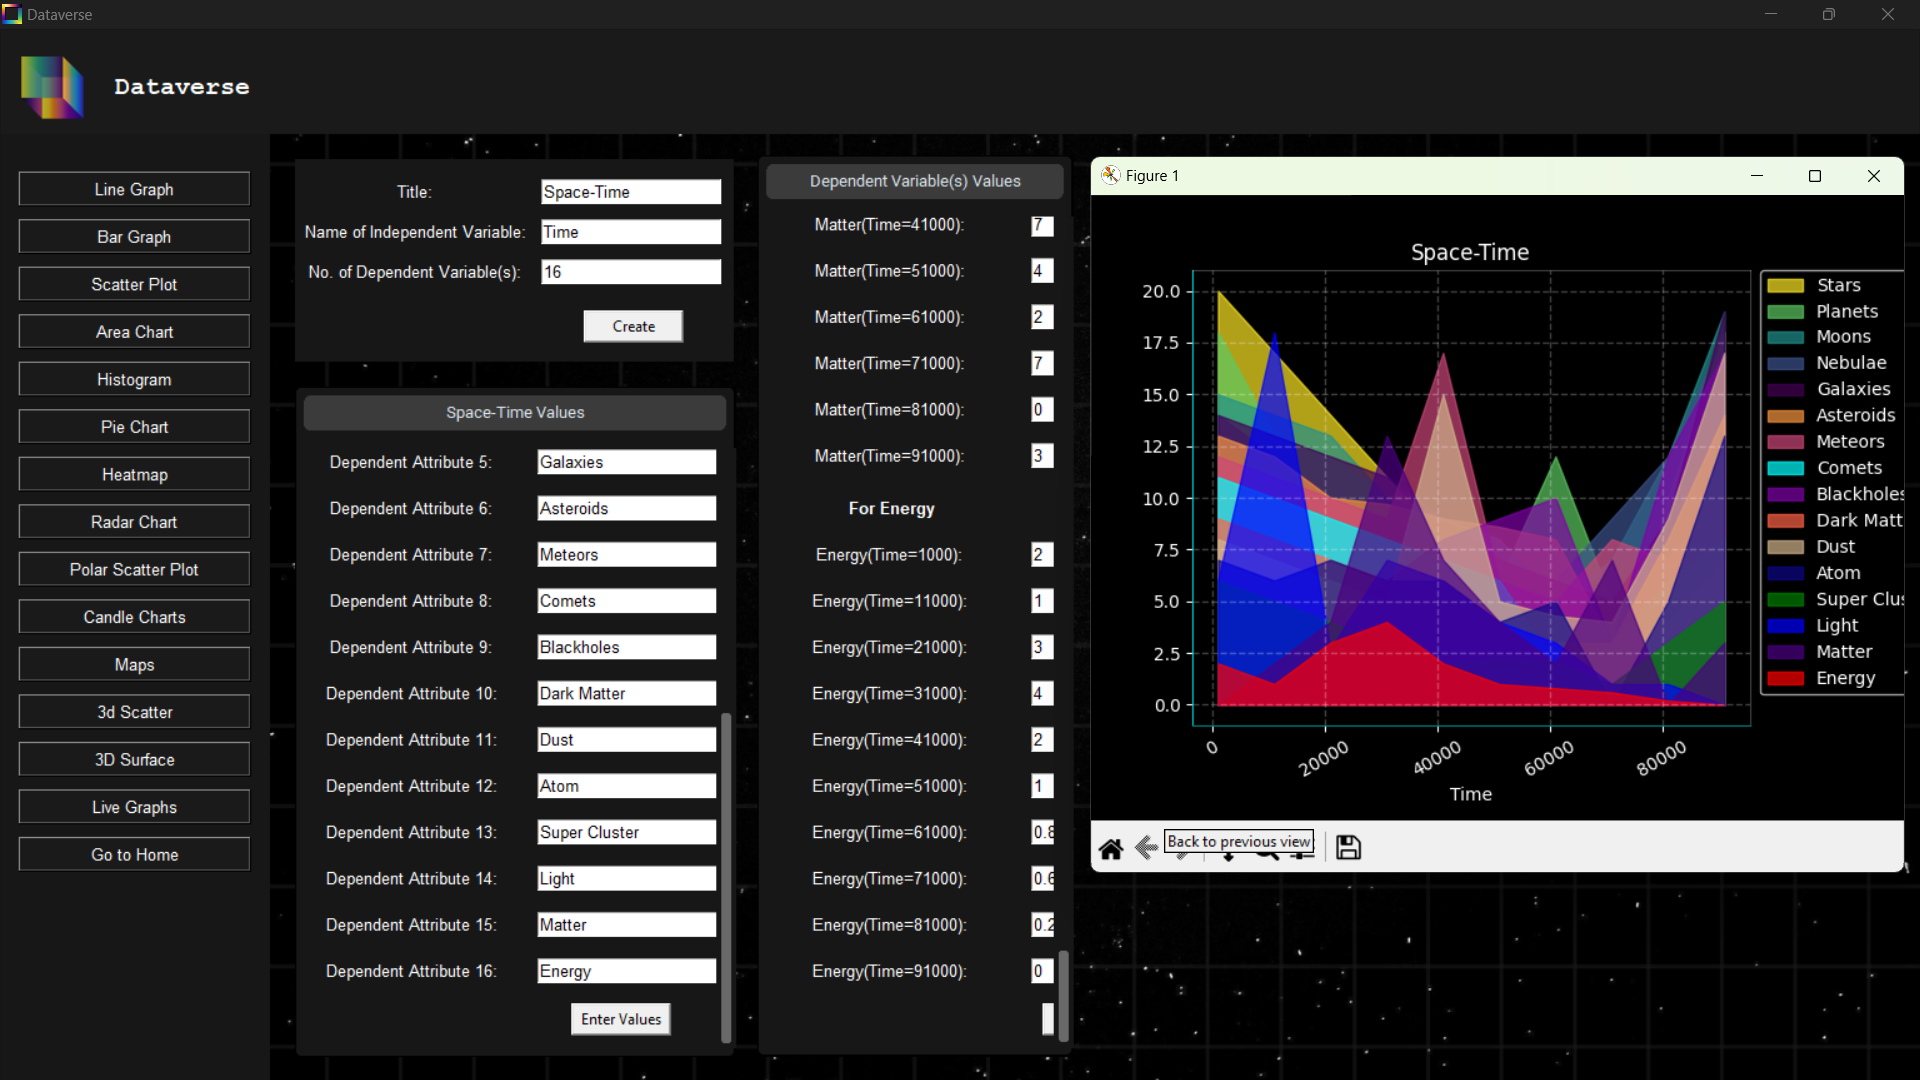 Dataverse
Dataverse
Line Graph
Bar Graph
Scatter Plot
Area Chart
Histogram
Pie Chart
Heatmap
Radar Chart
Polar Scatter Plot
Candle Charts
Maps
3d Scatter
3D Surface
Live Graphs
Go to Home
Title: Space-Time
Name of Independent Variable: Time
No. of Dependent Variable(s): 16
Create
Space-Time Values
Dependent Attribute 5: Galaxies
Dependent Attribute 6: Asteroids
Dependent Attribute 7: Meteors
Dependent Attribute 8: Comets
Dependent Attribute 9: Blackholes
Dependent Attribute 10: Dark Matter
Dependent Attribute 11: Dust
Dependent Attribute 12: Atom
Dependent Attribute 13: Super Cluster
Dependent Attribute 14: Light
Dependent Attribute 15: Matter
Dependent Attribute 16: Energy
Enter Values
Dependent Variable(s) Values
Matter(Time=41000): 7
Matter(Time=51000): 4
Matter(Time=61000): 2
Matter(Time=71000): 7
Matter(Time=81000): 0
Matter(Time=91000): 3
For Energy
Energy(Time=1000): 2
Energy(Time=11000): 1
Energy(Time=21000): 3
Energy(Time=31000): 4
Energy(Time=41000): 2
Energy(Time=51000): 1
Energy(Time=61000): 0.8
Energy(Time=71000): 0.6
Energy(Time=81000): 0.2
Energy(Time=91000): 0
Figure 1
Space-Time
20.0
17.5
15.0
12.5
10.0
7.5
5.0
2.5
0.0
0
20000
40000
60000
80000
Time
Stars
Planets
Moons
Nebulae
Galaxies
Asteroids
Meteors
Comets
Blackholes
Dark Matt
Dust
Atom
Super Clus
Light
Matter
Energy
Back to previous view